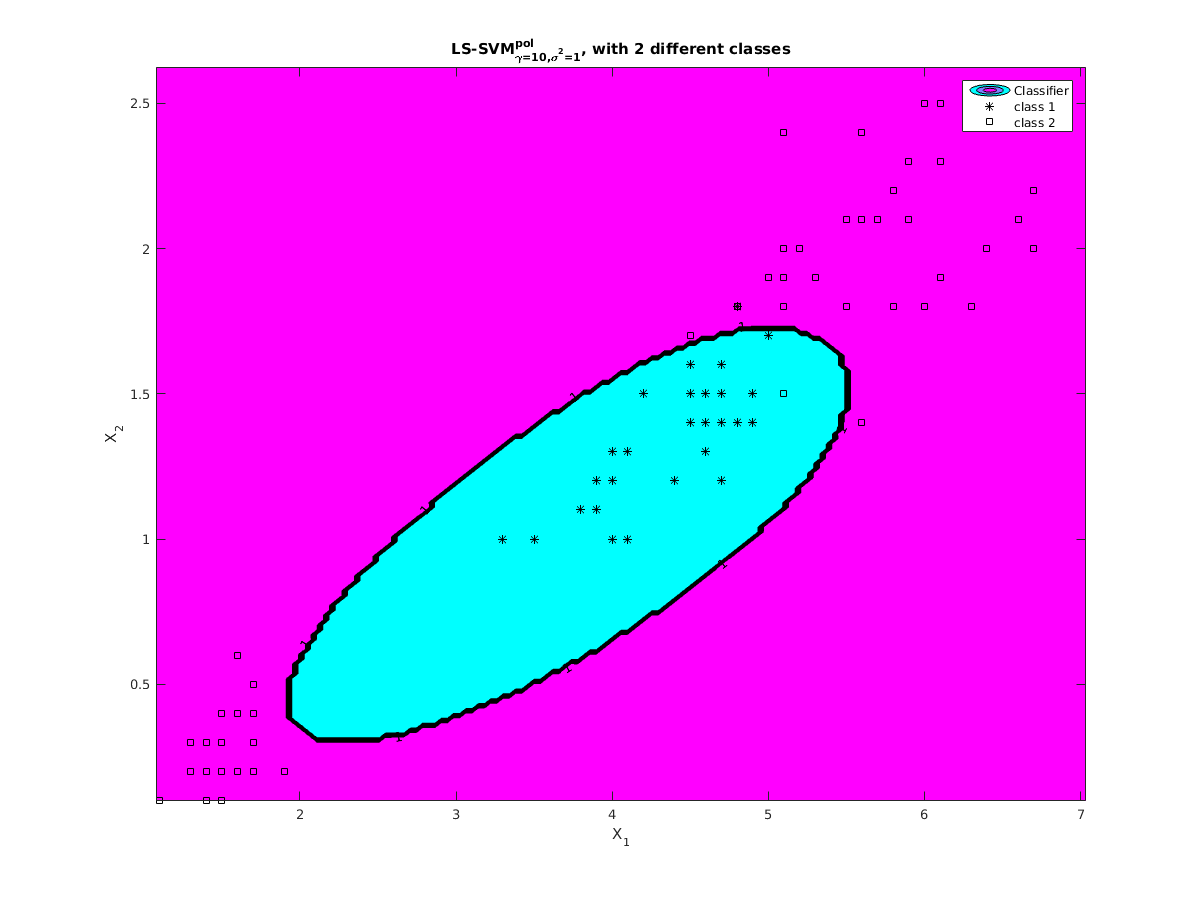 LS-SVM^pol_γ=10,σ²=1, with 2 different classes
Classifier
class 1
class 2
2.5
2
1.5
1
0.5
X_2
2 3 4 5 6 7
X_1